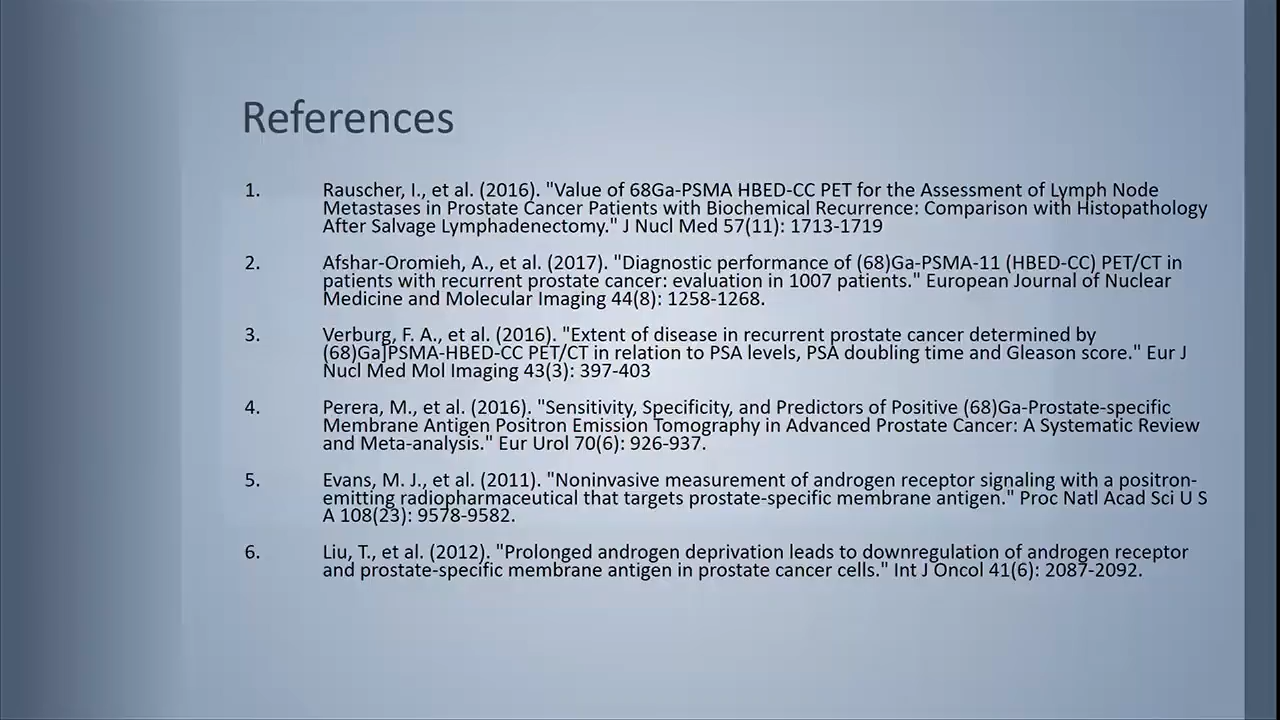 References
1. Rauscher, I., et al. (2016). "Value of 68Ga-PSMA HBED-CC PET for the Assessment of Lymph Node
Metastases in Prostate Cancer Patients with Biochemical Recurrence: Comparison with Histopathology
After Salvage Lymphadenectomy." J Nucl Med 57(11): 1713-1719
2. Afshar-Oromieh, A., et al. (2017). "Diagnostic performance of (68)Ga-PSMA-11 (HBED-CC) PET/CT in
patients with recurrent prostate cancer: evaluation in 1007 patients." European Journal of Nuclear
Medicine and Molecular Imaging 44(8): 1258-1268.
3. Verburg, F. A., et al. (2016). "Extent of disease in recurrent prostate cancer determined by
(68)Ga]PSMA-HBED-CC PET/CT in relation to PSA levels, PSA doubling time and Gleason score." Eur J
Nucl Med Mol Imaging 43(3): 397-403
4. Perera, M., et al. (2016). "Sensitivity, Specificity, and Predictors of Positive (68)Ga-Prostate-specific
Membrane Antigen Positron Emission Tomography in Advanced Prostate Cancer: A Systematic Review
and Meta-analysis." Eur Urol 70(6): 926-937.
5. Evans, M. J., et al. (2011). "Noninvasive measurement of androgen receptor signaling with a positron-
emitting radiopharmaceutical that targets prostate-specific membrane antigen." Proc Natl Acad Sci U S
A 108(23): 9578-9582.
6. Liu, T., et al. (2012). "Prolonged androgen deprivation leads to downregulation of androgen receptor
and prostate-specific membrane antigen in prostate cancer cells." Int J Oncol 41(6): 2087-2092.